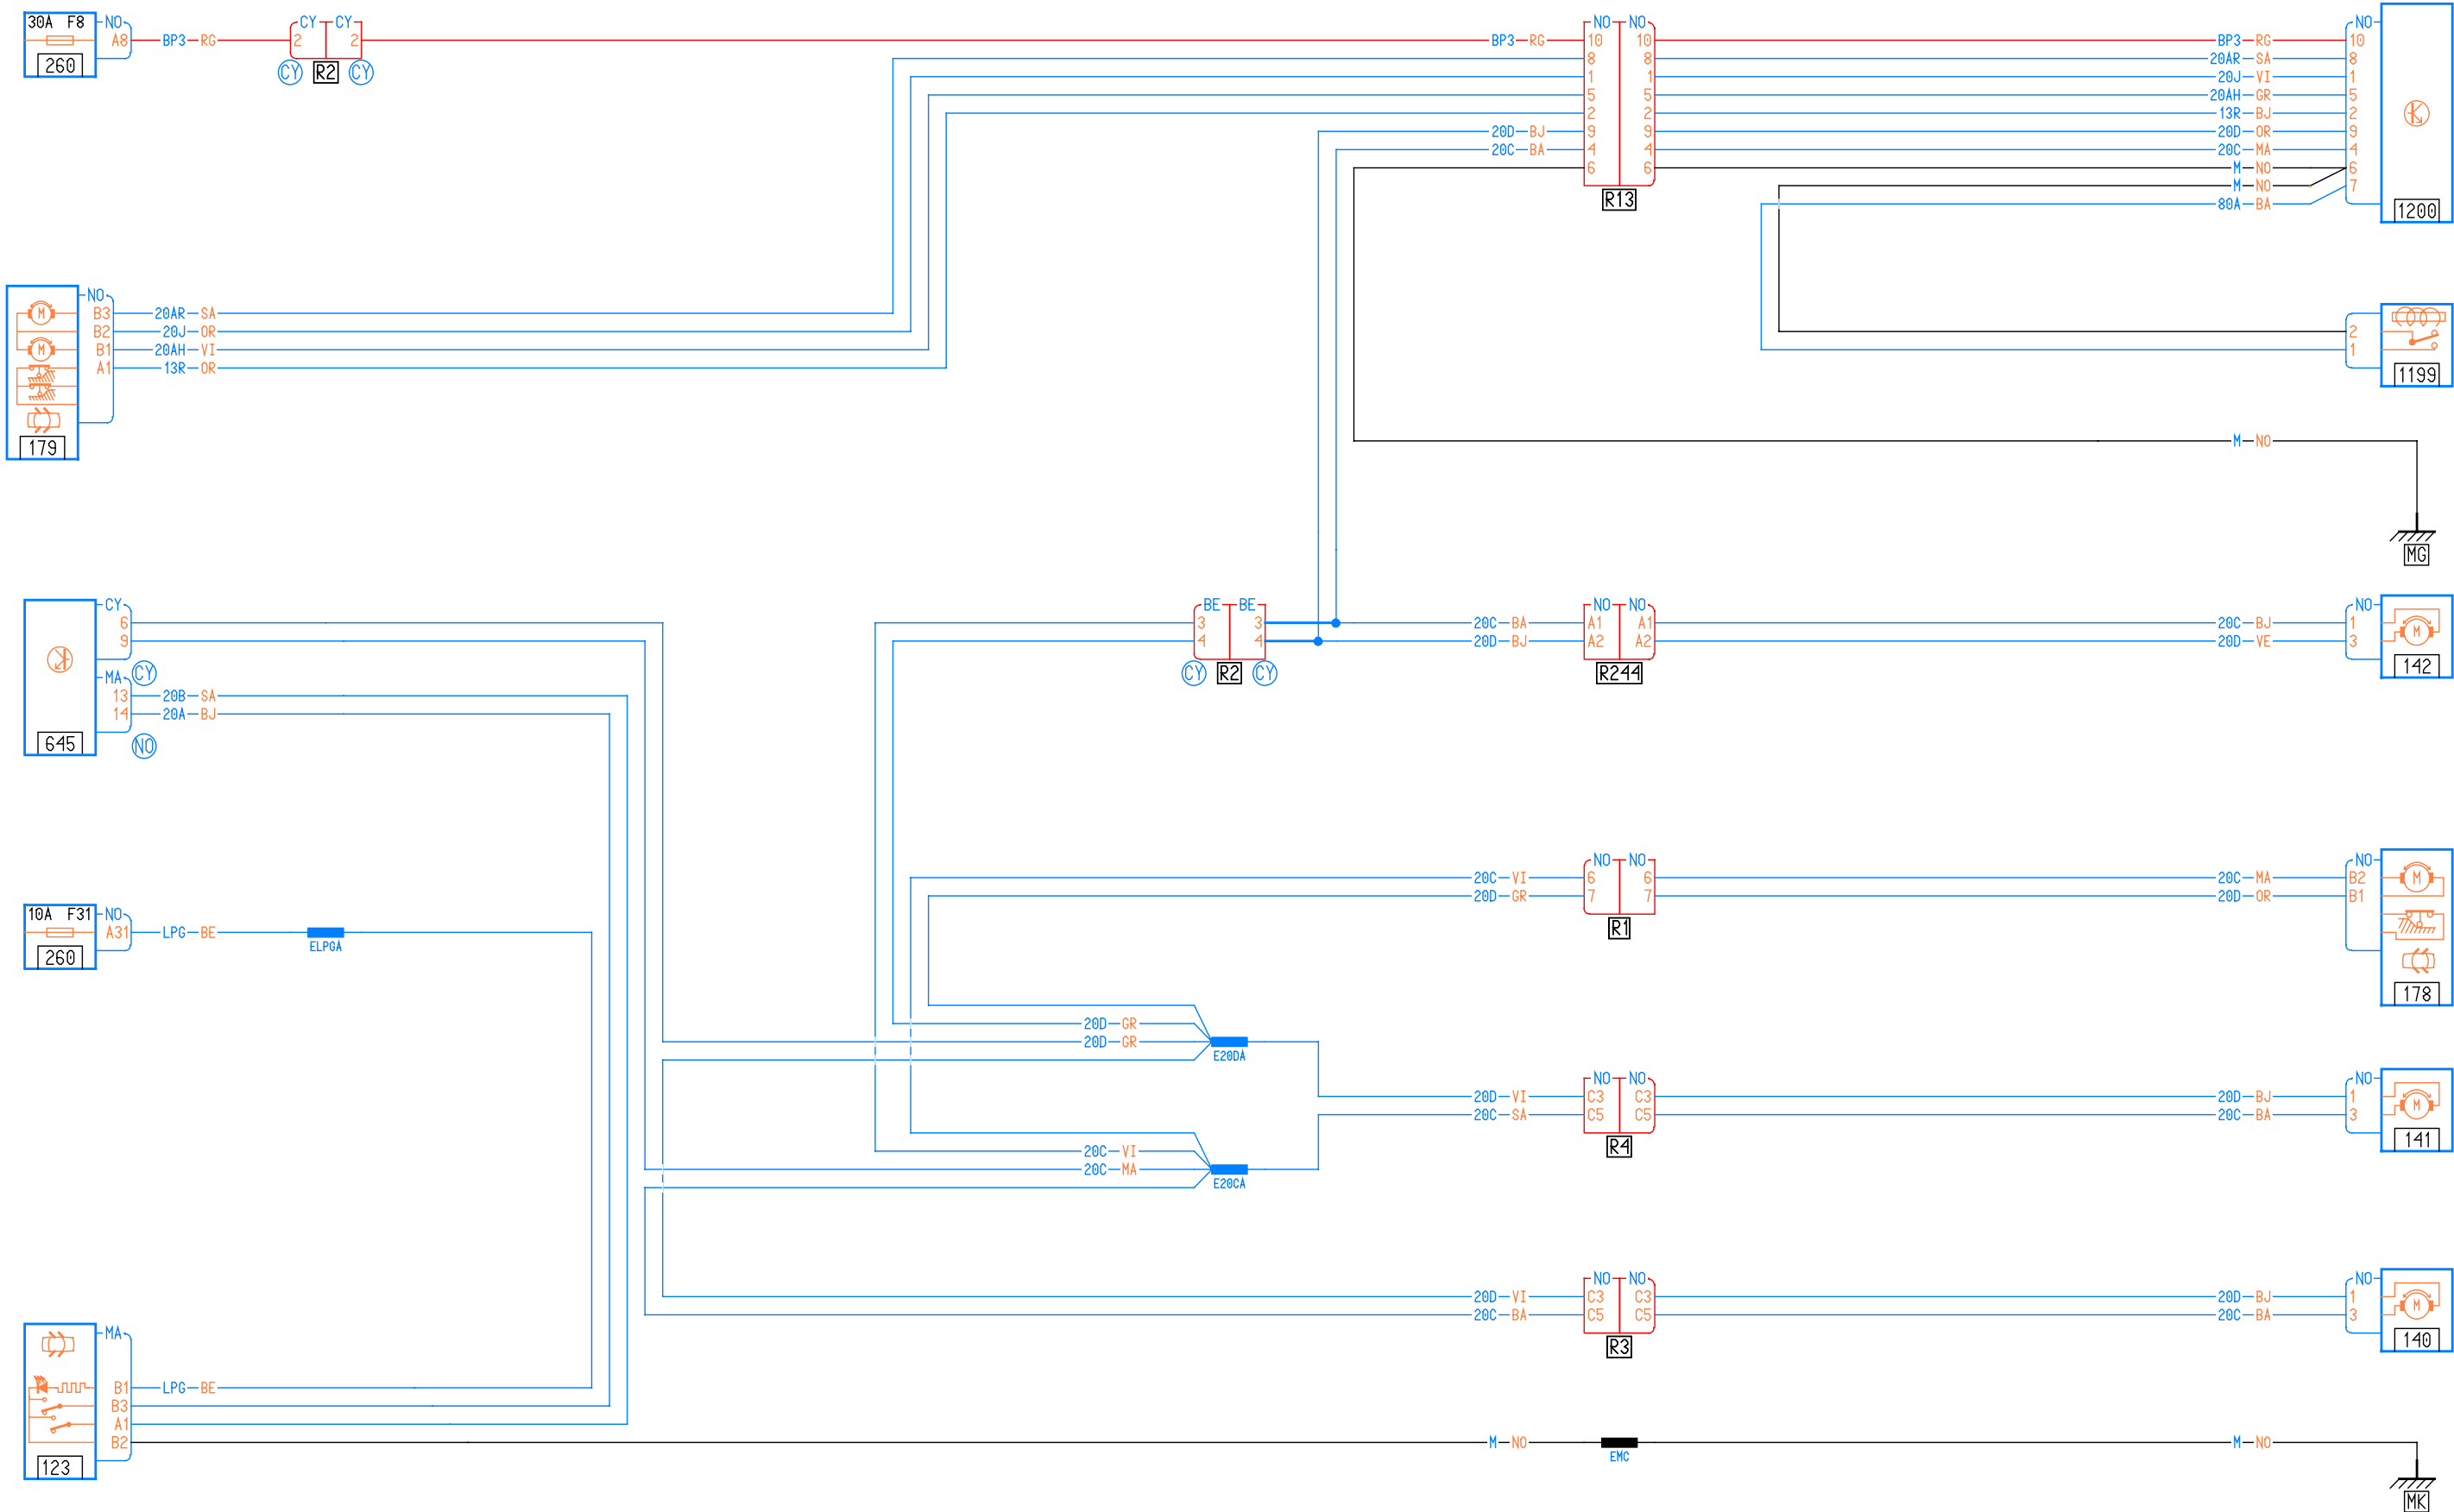 30A F8 NO CY CY NO NO NO
A8 BP3 RG 2 2 BP3 RG 10 10 BP3 RG 10
8 8 20AR SA 8
260 CY R2 CY 1 1 20J VI 1
5 5 20AH GR 5
2 2 13R BJ 2
20D BJ 9 9 20D OR 9
20C BA 4 4 20C MA 4
6 6 M NO 6
M NO 7
R13 80A BA 1200
NO
B3 20AR SA
B2 20J OR 2
B1 20AH VI 1
A1 13R OR 1199
179 M NO
MG
CY BE BE NO NO NO
6 3 3 20C BA A1 A1 20C BJ 1
9 4 4 20D BJ A2 A2 20D VE 3
CY CY R2 CY R244 142
MA
13 20B SA
14 20A BJ
645 NO
NO NO NO
20C VI 6 6 20C MA B2
20D GR 7 7 20D OR B1
10A F31 NO R1
A31 LPG BE
ELPGA
260
178
20D GR
20D GR
E20DA
NO NO NO
20D VI C3 C3 20D BJ 1
20C SA C5 C5 20C BA 3
R4 141
20C VI
20C MA
E20CA
NO NO NO
20D VI C3 C3 20D BJ 1
20C BA C5 C5 20C BA 3
R3 140
MA
B1 LPG BE
B3
A1
B2 M NO M NO
EMC
123
MK
M
M
M
M
M
M